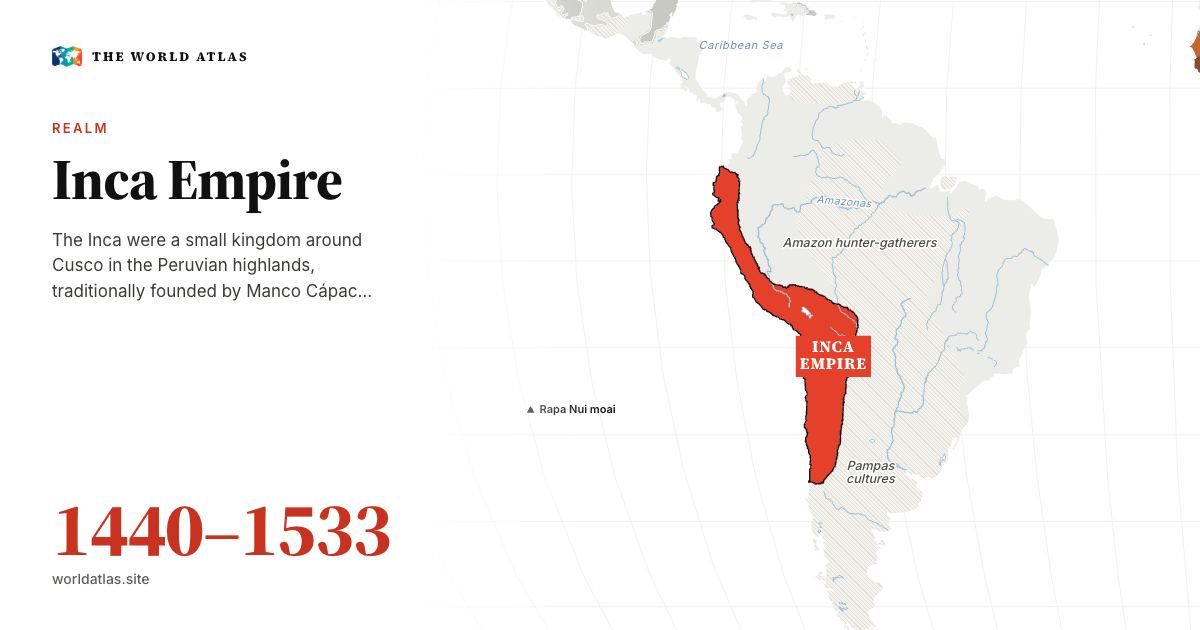 THE WORLD ATLAS
REALM
Inca Empire
The Inca were a small kingdom around
Cusco in the Peruvian highlands,
traditionally founded by Manco Cápac...
1440–1533
worldatlas.site
Caribbean Sea
Amazonas
Amazon hunter-gatherers
INCA
EMPIRE
Rapa Nui moai
Pampas
cultures